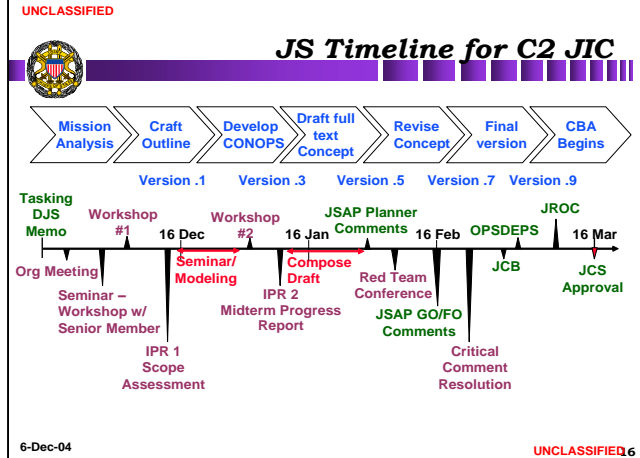 UNCLASSIFIED
JS Timeline for C2 JIC
Mission
Analysis
Craft
Outline
Develop
CONOPS
Draft full
text
Concept
Revise
Concept
Final
version
CBA
Begins
Version .1
Version .3
Version .5
Version .7
Version .9
Tasking
DJS
Memo
Workshop
#1
16 Dec
Workshop
#2
16 Jan
JSAP Planner
Comments
16 Feb
OPSDEPS
JROC
16 Mar
Org Meeting
Seminar –
Workshop w/
Senior Member
IPR 1
Scope
Assessment
Seminar/
Modeling
IPR 2
Midterm Progress
Report
Compose
Draft
Red Team
Conference
JSAP GO/FO
Comments
Critical
Comment
Resolution
JCB
JCS
Approval
6-Dec-04
UNCLASSIFIED
16